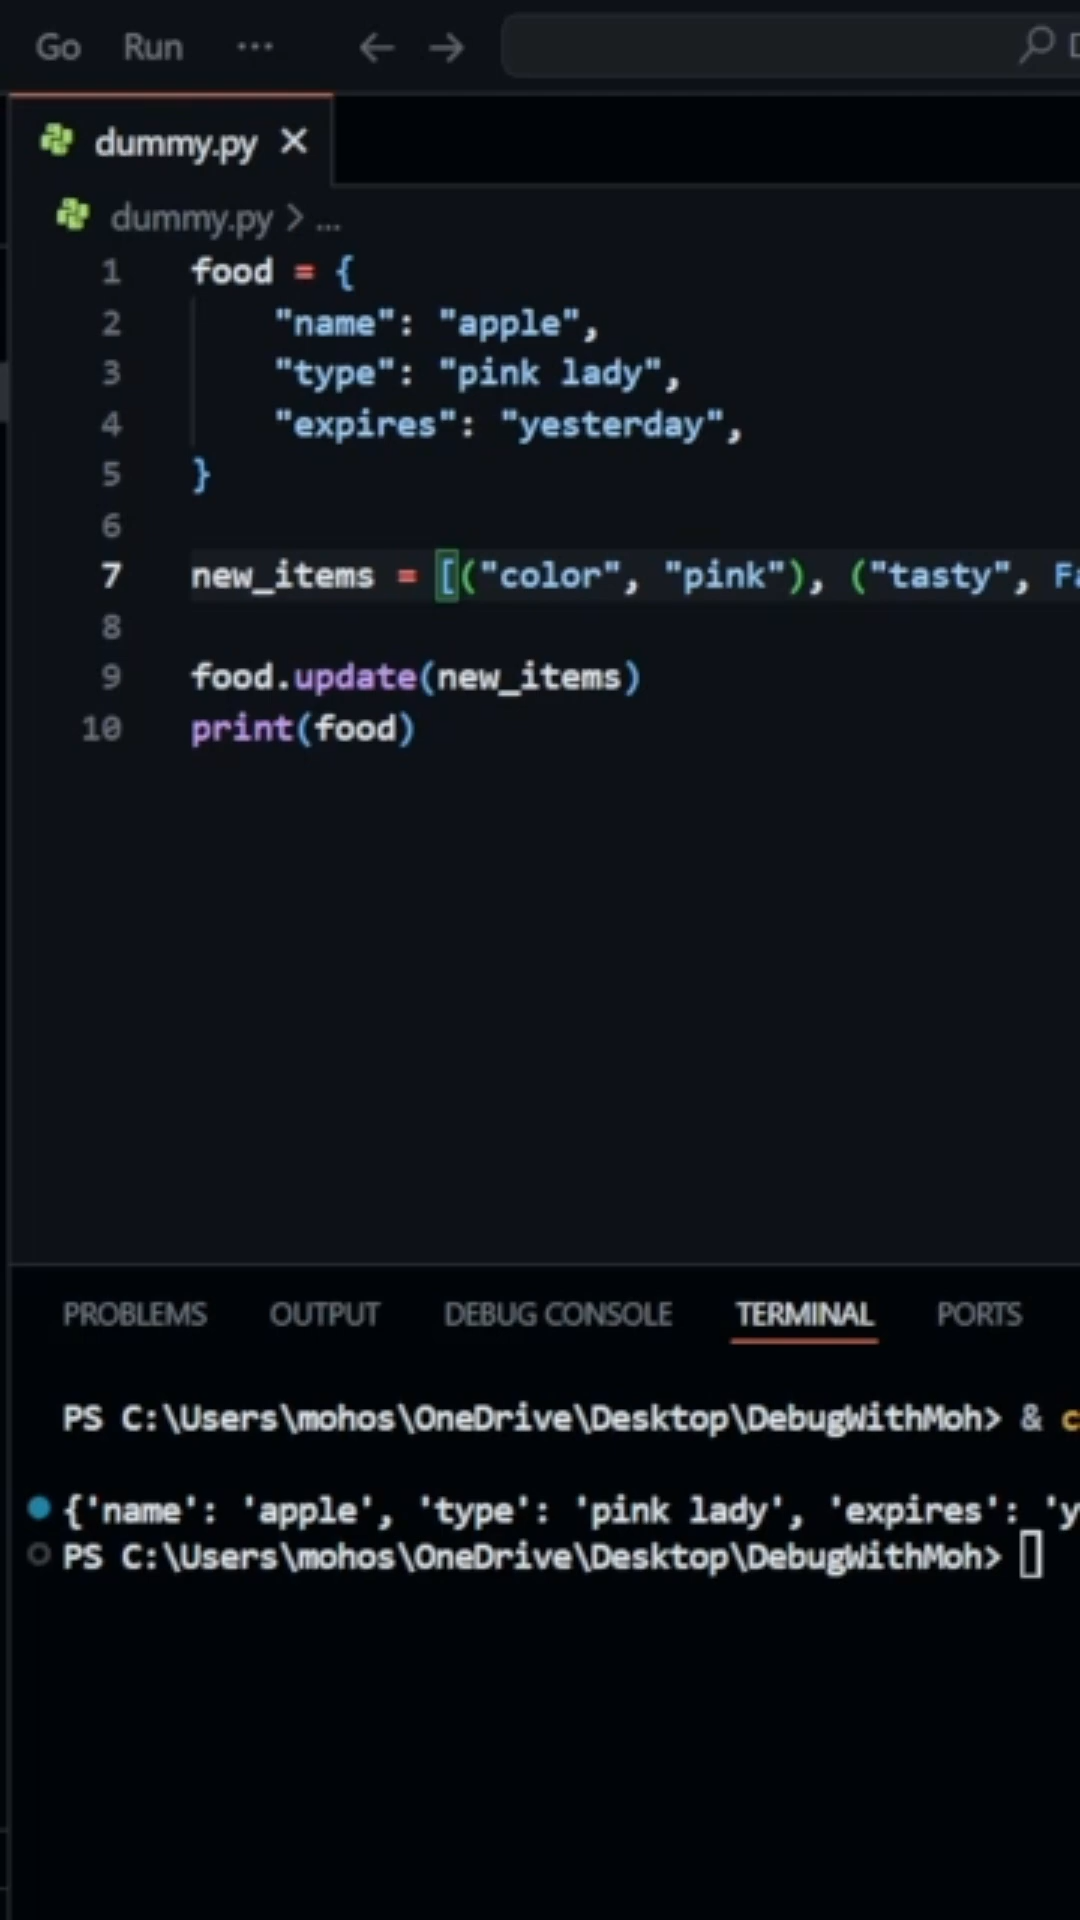 Go Run ...
dummy.py
dummy.py > ...
1 food = {
2 "name": "apple",
3 "type": "pink lady",
4 "expires": "yesterday",
5 }
6
7 new_items = [("color", "pink"), ("tasty", Fa
8
9 food.update(new_items)
10 print(food)
PROBLEMS OUTPUT DEBUG CONSOLE TERMINAL PORTS
PS C:\Users\mohos\OneDrive\Desktop\DebugWithMoh> & c
{'name': 'apple', 'type': 'pink lady', 'expires': 'y
PS C:\Users\mohos\OneDrive\Desktop\DebugWithMoh>